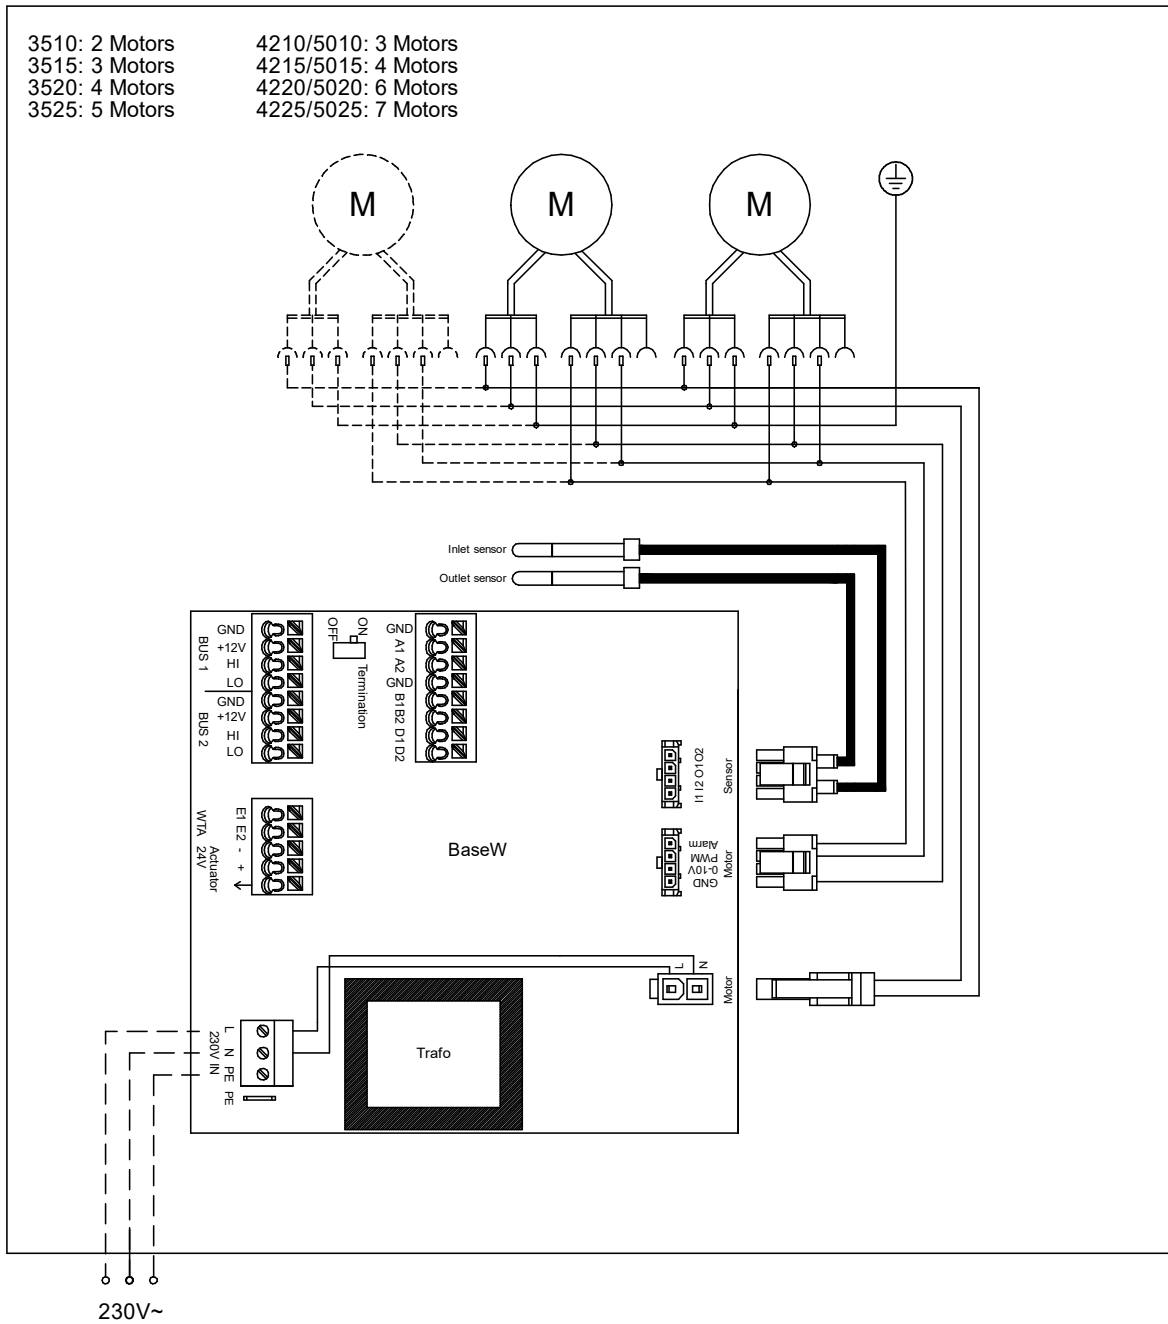 3510: 2 Motors
3515: 3 Motors
3520: 4 Motors
3525: 5 Motors
4210/5010: 3 Motors
4215/5015: 4 Motors
4220/5020: 6 Motors
4225/5025: 7 Motors
M
M
M
Inlet sensor
Outlet sensor
BUS 1
GND
+12V
HI
LO
BUS 2
GND
+12V
HI
LO
ON
OFF
Termination
GND
A1
A2
GND
B1
B2
D1
D2
I1 I2 O1O2
Sensor
WTA
E1 E2 - +
Actuator
24V
BaseW
Alarm
PWM
0-10V
GND
Motor
L
N
Motor
L
N
PE
230V IN
PE
Trafo
230V~